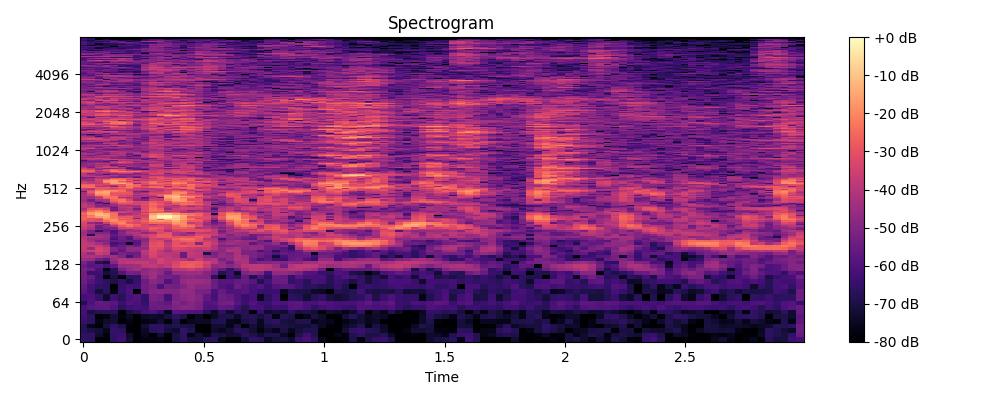 Spectrogram
4096
2048
1024
512
256
128
64
0
Hz
0
0.5
1
1.5
2
2.5
Time
+0 dB
-10 dB
-20 dB
-30 dB
-40 dB
-50 dB
-60 dB
-70 dB
-80 dB